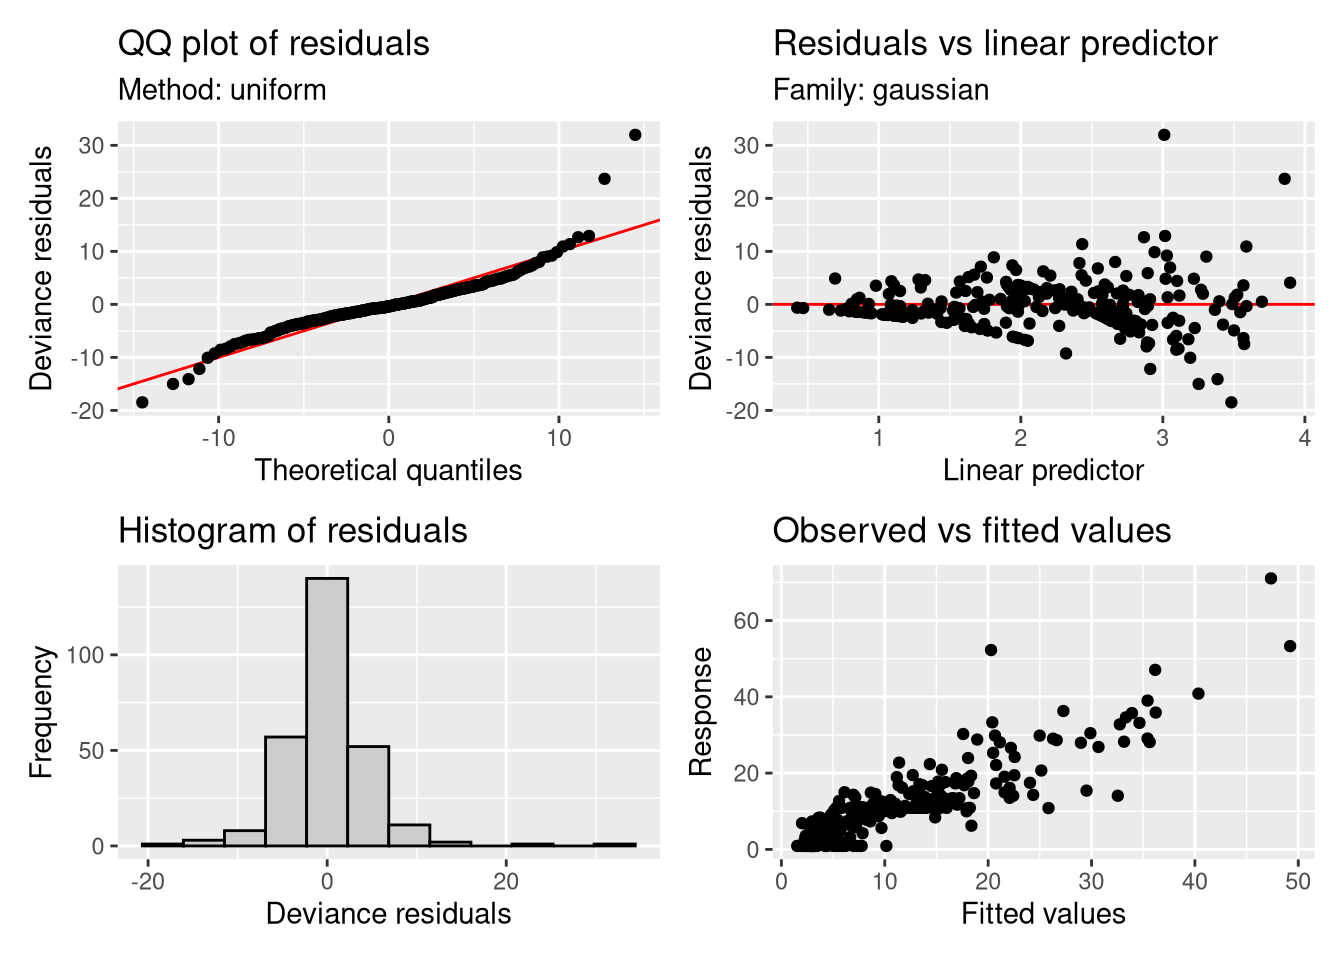 QQ plot of residuals
Method: uniform
Deviance residuals
30
20
10
0
-10
-20
-10
0
10
Theoretical quantiles
Residuals vs linear predictor
Family: gaussian
Deviance residuals
30
20
10
0
-10
-20
1
2
3
4
Linear predictor
Histogram of residuals
Frequency
100
50
0
-20
0
20
Deviance residuals
Observed vs fitted values
Response
60
40
20
0
0
10
20
30
40
50
Fitted values